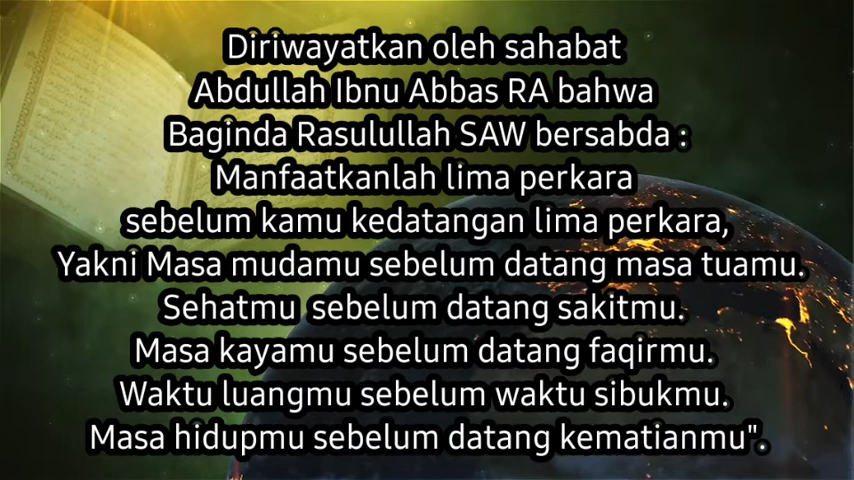 Diriwayatkan oleh sahabat
Abdullah Ibnu Abbas RA bahwa
Baginda Rasulullah SAW bersabda :
Manfaatkanlah lima perkara
sebelum kamu kedatangan lima perkara,
Yakni Masa mudamu sebelum datang masa tuamu.
Sehatmu  sebelum datang sakitmu.
Masa kayamu sebelum datang faqirmu.
Waktu luangmu sebelum waktu sibukmu.
Masa hidupmu sebelum datang kematianmu".